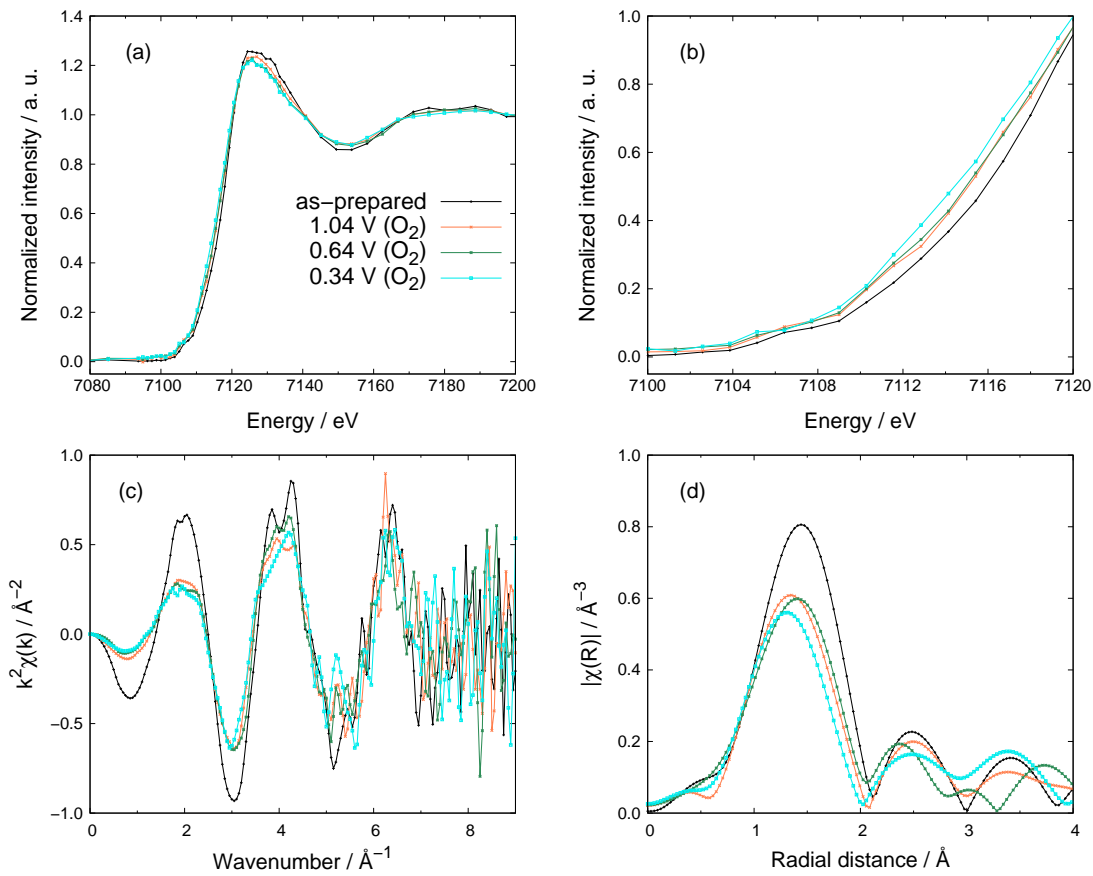 (a)
Normalized intensity / a. u.
1.4
1.2
1.0
0.8
0.6
0.4
0.2
0.0
as−prepared
1.04 V (O2)
0.64 V (O2)
0.34 V (O2)
7080 7100 7120 7140 7160 7180 7200
Energy / eV
(b)
Normalized intensity / a. u.
1.0
0.8
0.6
0.4
0.2
0.0
7100 7104 7108 7112 7116 7120
Energy / eV
(c)
k²χ(k) / Å⁻²
1.0
0.5
0.0
−0.5
−1.0
0 2 4 6 8
Wavenumber / Å⁻¹
(d)
|χ(R)| / Å⁻³
1.0
0.8
0.6
0.4
0.2
0.0
0 1 2 3 4
Radial distance / Å